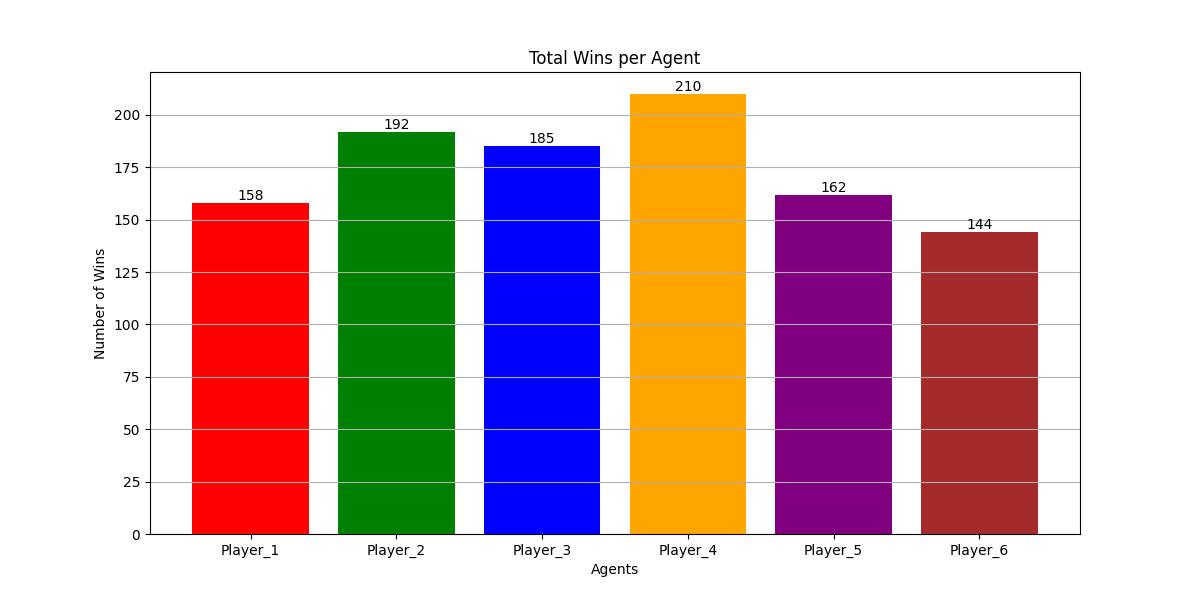 Total Wins per Agent
Number of Wins
200
175
150
125
100
75
50
25
0
158
192
185
210
162
144
Player_1
Player_2
Player_3
Player_4
Player_5
Player_6
Agents